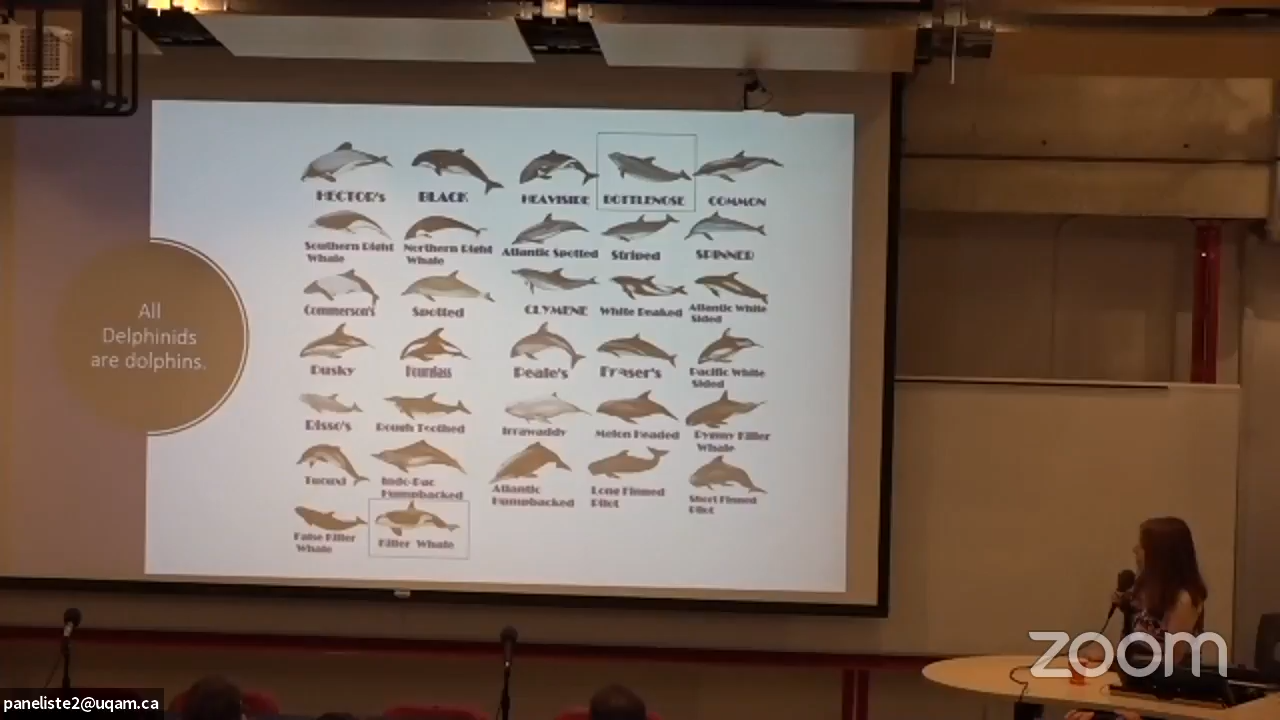 All
Delphinids
are dolphins.
HECTOR's
BLACK
HEAVISIDE
BOTTLENOSE
COMMON
Southern Right
Whale
Northern Right
Whale
Atlantic Spotted
Striped
SPINNER
Commerson's
Spotted
CLYMENE
White Beaked
Atlantic White
Sided
Dusky
Hourglass
Peale's
Fraser's
Pacific White
Sided
Risso's
Rough Toothed
Irrawaddy
Melon Headed
Pygmy Killer
Whale
Tucuxi
Indo-Pac
Humpbacked
Atlantic
Humpbacked
Long Finned
Pilot
Short Finned
Pilot
False Killer
Whale
Killer Whale
zoom
paneliste2@uqam.ca